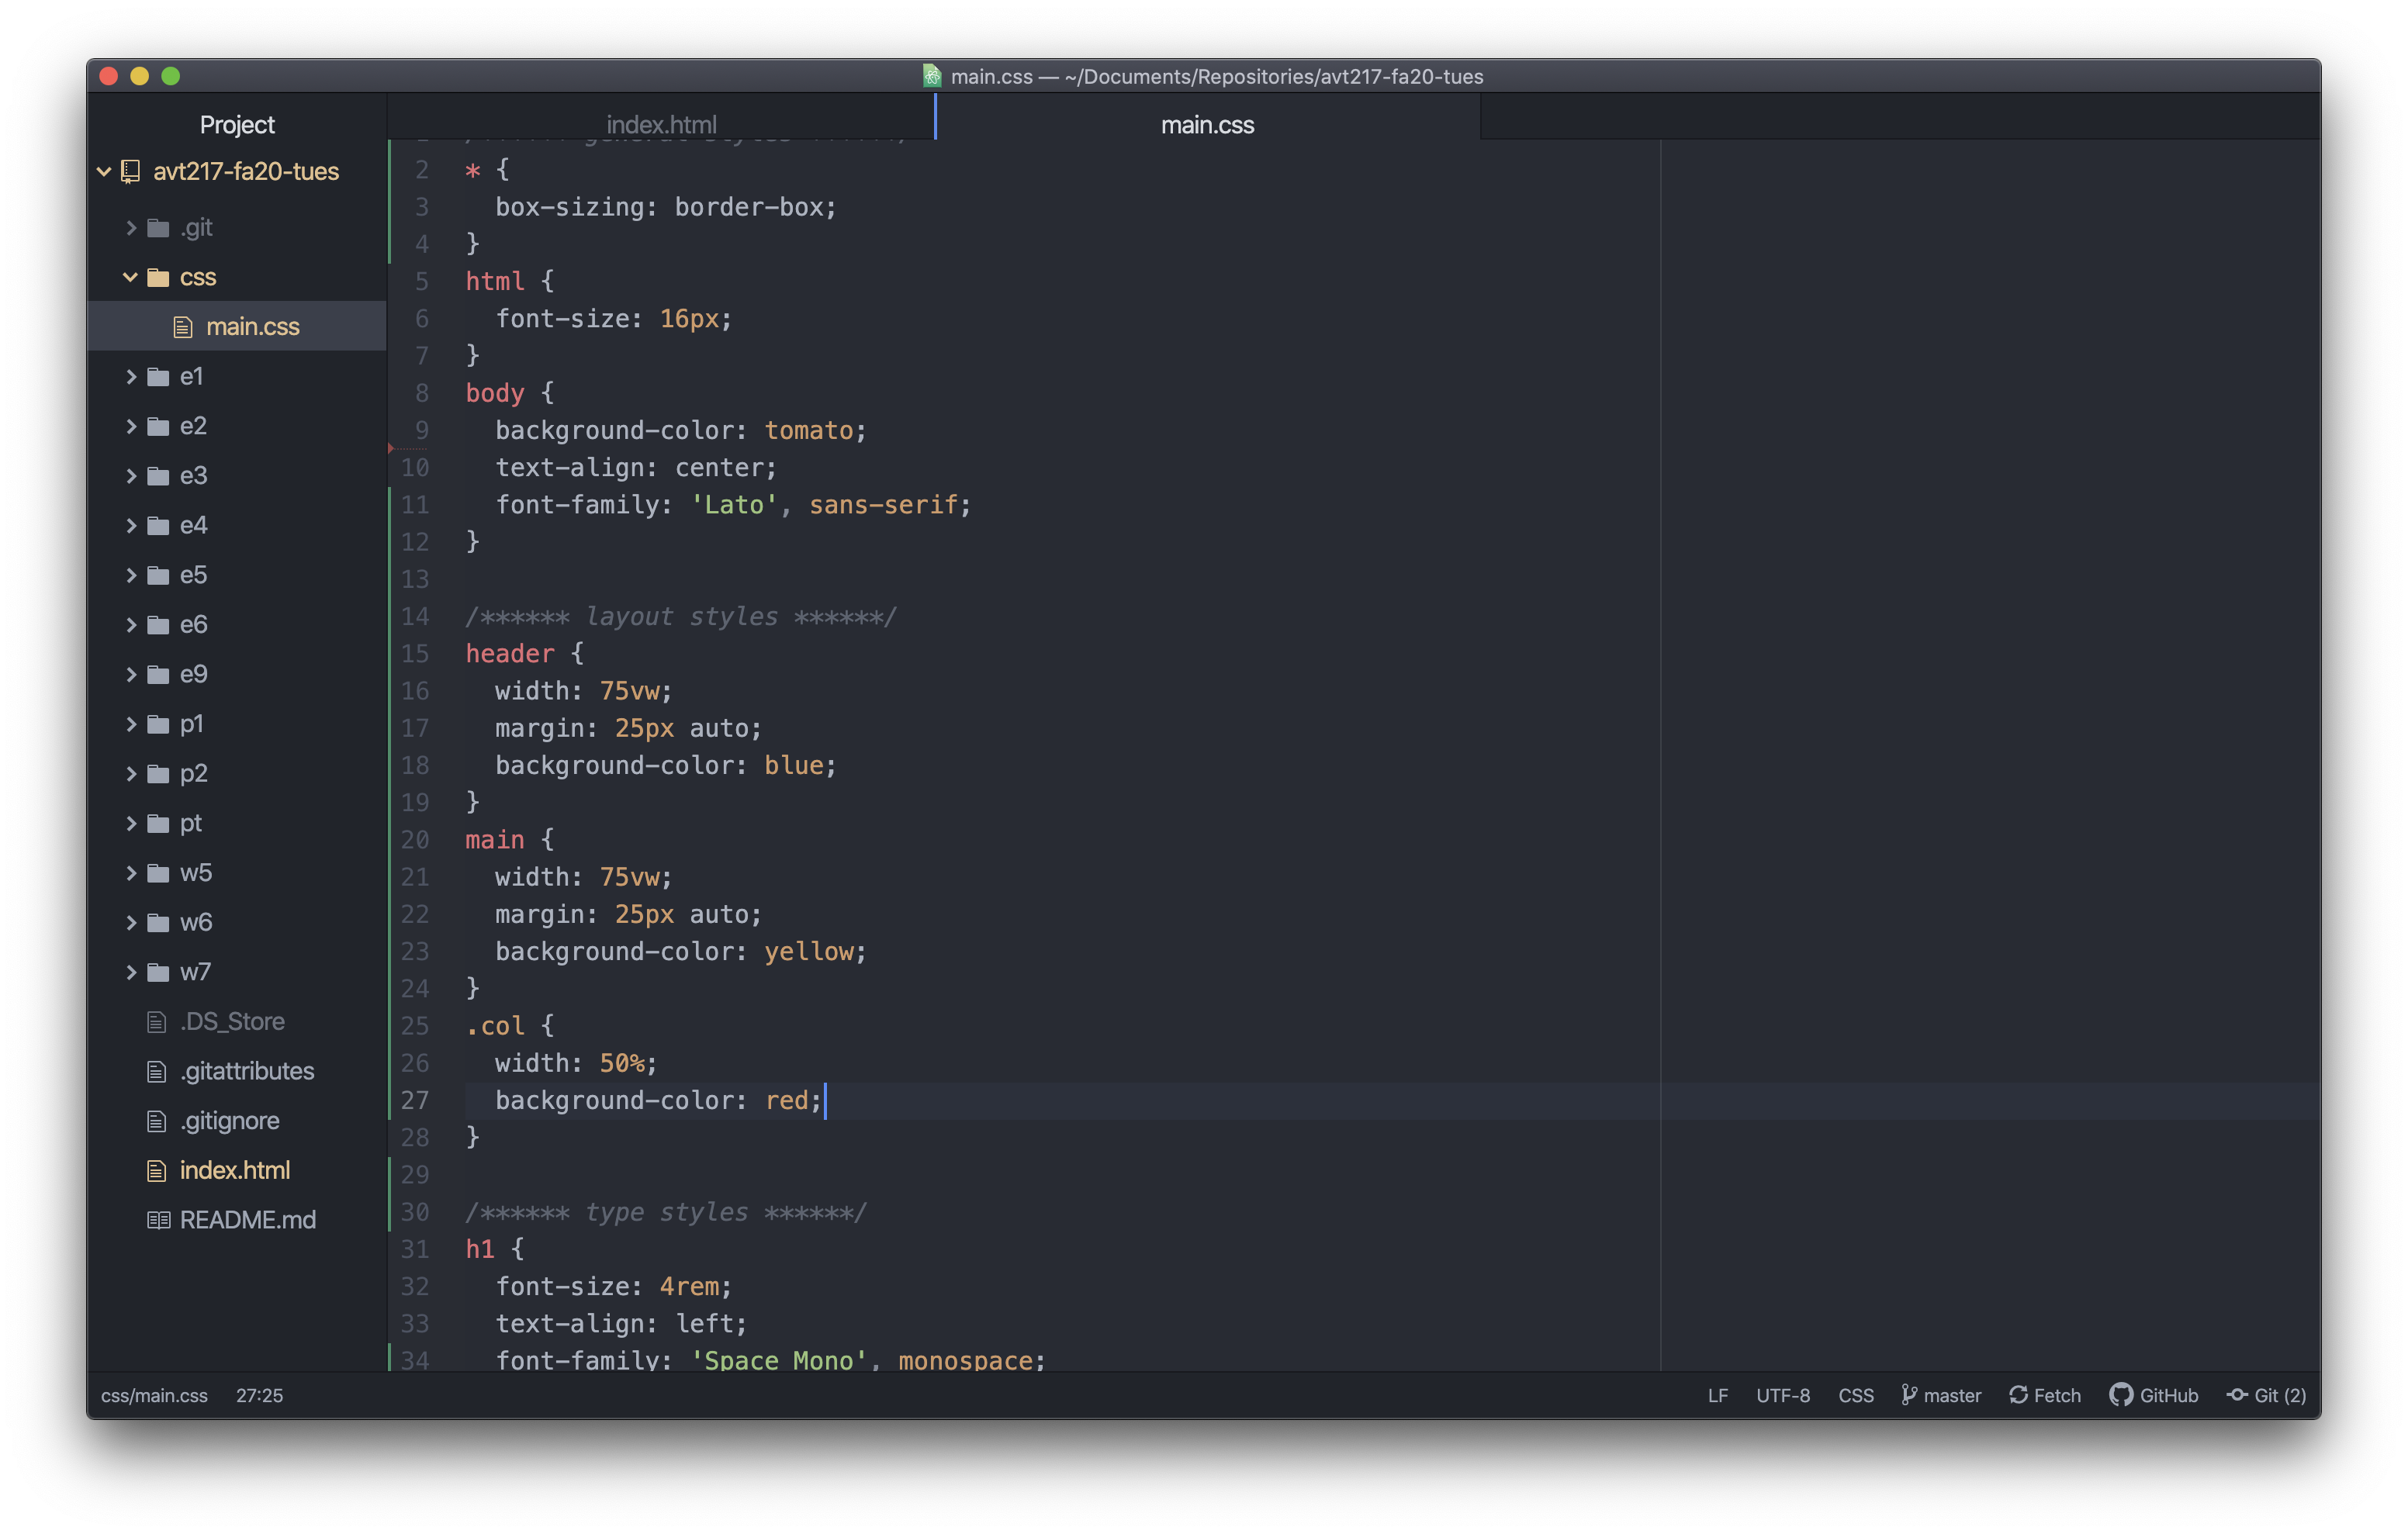 main.css — ~/Documents/Repositories/avt217-fa20-tues
Project
avt217-fa20-tues
.git
css
main.css
e1
e2
e3
e4
e5
e6
e9
p1
p2
pt
w5
w6
w7
.DS_Store
.gitattributes
.gitignore
index.html
README.md
index.html
main.css
2 * {
3 box-sizing: border-box;
4 }
5 html {
6 font-size: 16px;
7 }
8 body {
9 background-color: tomato;
10 text-align: center;
11 font-family: 'Lato', sans-serif;
12 }
13
14 /****** layout styles ******/
15 header {
16 width: 75vw;
17 margin: 25px auto;
18 background-color: blue;
19 }
20 main {
21 width: 75vw;
22 margin: 25px auto;
23 background-color: yellow;
24 }
25 .col {
26 width: 50%;
27 background-color: red;
28 }
29
30 /****** type styles ******/
31 h1 {
32 font-size: 4rem;
33 text-align: left;
34 font-family: 'Space Mono', monospace;
css/main.css 27:25
LF UTF-8 CSS master Fetch GitHub Git (2)